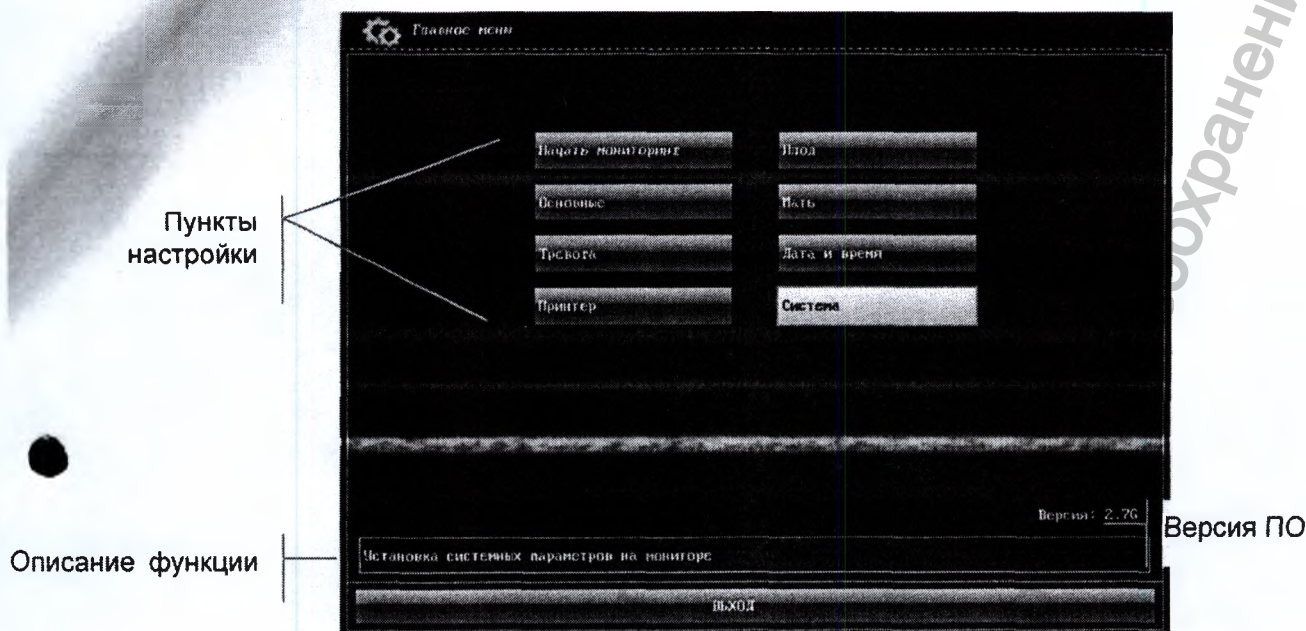 Главное меню
Начать мониторинг
Плод
Основные
Мать
Тревога
Дата и время
Принтер
Система
Пункты
настройки
Версия: 2.76
Версия ПО
Описание функции
Установка системных параметров на мониторе
ВЫХОД